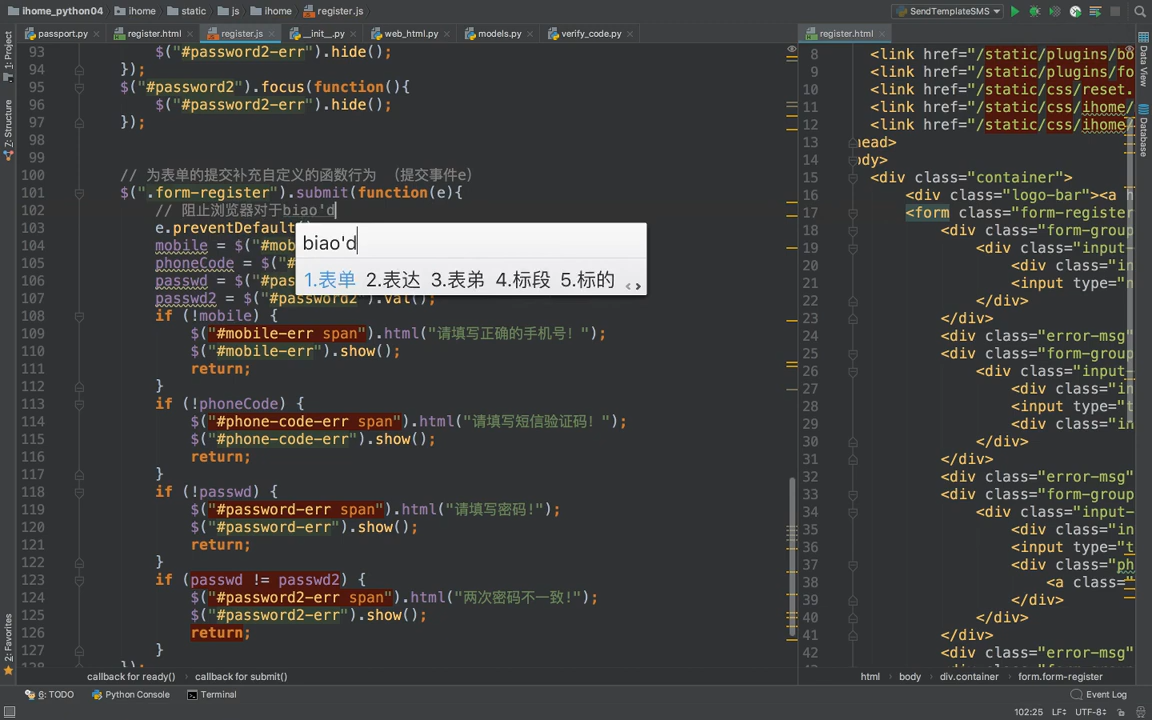 ihome_python04 ihome static js ihome register.js SendTemplateSMS
passport.py register.html register.js __init__.py web_html.py models.py verify_code.py register.html
1: Project
Z: Structure
2: Favorites
93 $("#password2-err").hide();
94 });
95 $("#password2").focus(function(){
96 $("#password2-err").hide();
97 });
98
99
100 // 为表单的提交补充自定义的函数行为 （提交事件e）
101 $(".form-register").submit(function(e){
102 // 阻止浏览器对于biao'd
103 e.preventDefault(
104 mobile = $("#mob
105 phoneCode = $("#
106 passwd = $("#pas
107 passwd2 = $("#password2").val();
108 if (!mobile) {
109 $("#mobile-err span").html("请填写正确的手机号！");
110 $("#mobile-err").show();
111 return;
112 }
113 if (!phoneCode) {
114 $("#phone-code-err span").html("请填写短信验证码！");
115 $("#phone-code-err").show();
116 return;
117 }
118 if (!passwd) {
119 $("#password-err span").html("请填写密码!");
120 $("#password-err").show();
121 return;
122 }
123 if (passwd != passwd2) {
124 $("#password2-err span").html("两次密码不一致!");
125 $("#password2-err").show();
126 return;
127 }
128 });
biao'd
1.表单 2.表达 3.表弟 4.标段 5.标的
callback for ready() callback for submit()
8 <link href="/static/plugins/bo
9 <link href="/static/plugins/fo
10 <link href="/static/css/reset.
11 <link href="/static/css/ihome/
12 <link href="/static/css/ihome/
13 head>
14 ody>
15 <div class="container">
16 <div class="logo-bar"><a h
17 <form class="form-register
18 <div class="form-group
19 <div class="input-
20 <div class="in
21 <input type="n
22 </div>
23 </div>
24 <div class="error-msg"
25 <div class="form-group
26 <div class="input-
27 <div class="in
28 <input type="n
29 <div class="in
30 </div>
31 </div>
32 <div class="error-msg"
33 <div class="form-group
34 <div class="input-
35 <div class="in
36 <input type="t
37 <div class="ph
38 <a class="
39 </div>
40 </div>
41 </div>
42 <div class="error-msg"
html body div.container form.form-register
Data View
Database
6: TODO Python Console Terminal Event Log
102:25 LF÷ UTF-8÷